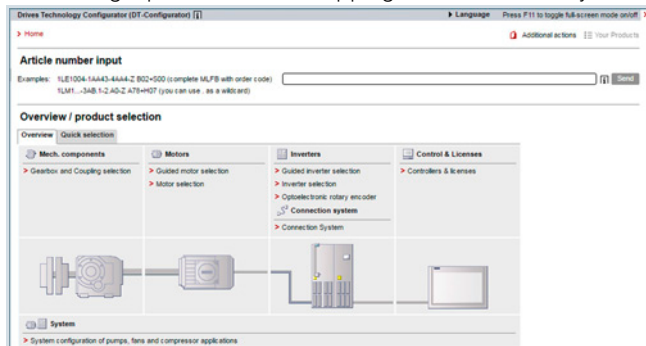 Drives Technology Configurator (DT-Configurator)
Language
Press F11 to toggle full-screen mode on/off
Home
Additional actions
Your Products
Article number input
Examples: 1LE1004-1AA43-4AA4-Z B02+S00 (complete MLFB with order code)
Send
1LM1...-3AB.1-2.A0-Z A78+H07 (you can use . as a wildcard)
Overview / product selection
Overview Quick selection
Mech. components
Motors
Inverters
Control & Licenses
Gearbox and Coupling selection
Guided motor selection
Guided inverter selection
Controllers & licenses
Motor selection
Inverter selection
Optoelectronic rotary encoder
Connection system
Connection System
System
System configuration of pumps, fans and compressor applications